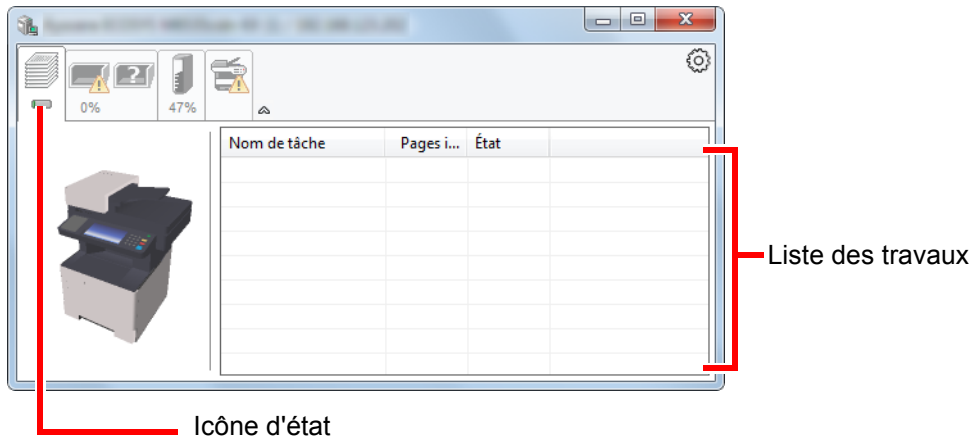 0%
47%
Nom de tâche Pages i... État
Liste des travaux
Icône d'état